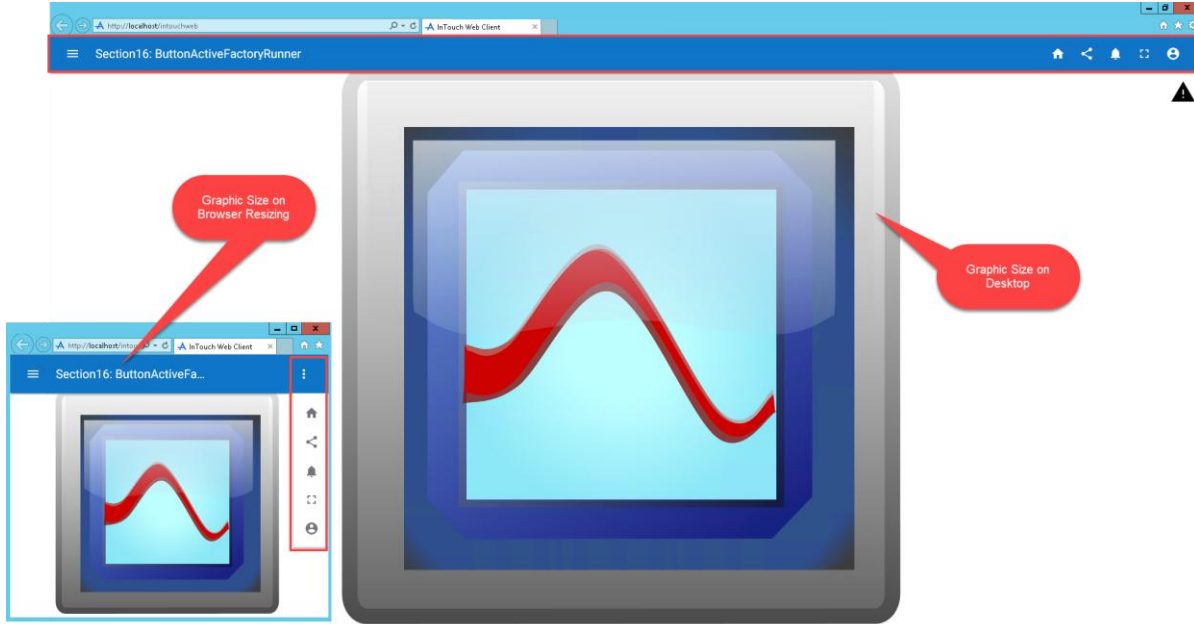 http://localhost/intouchweb
InTouch Web Client
Section16: ButtonActiveFactoryRunner
Graphic Size on
Browser Resizing
Graphic Size on
Desktop
http://localhost/intou
InTouch Web Client
Section16: ButtonActiveFa...